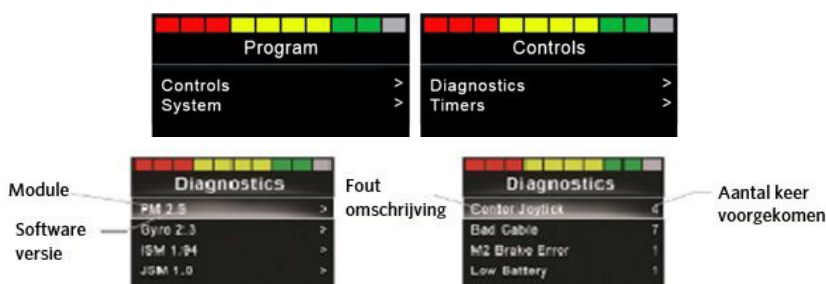 Program
Controls >
System >
Controls
Diagnostics >
Timers >
Module
Software
versie
Diagnostics
PM 2.5 >
Gyro 2.3 >
ISM 1.94 >
JSM 1.0 >
Fout
omschrijving
Diagnostics
Center Joytick 4
Bad Cable 7
M2 Brake Error 1
Low Battery 1
Aantal keer
voorgekomen